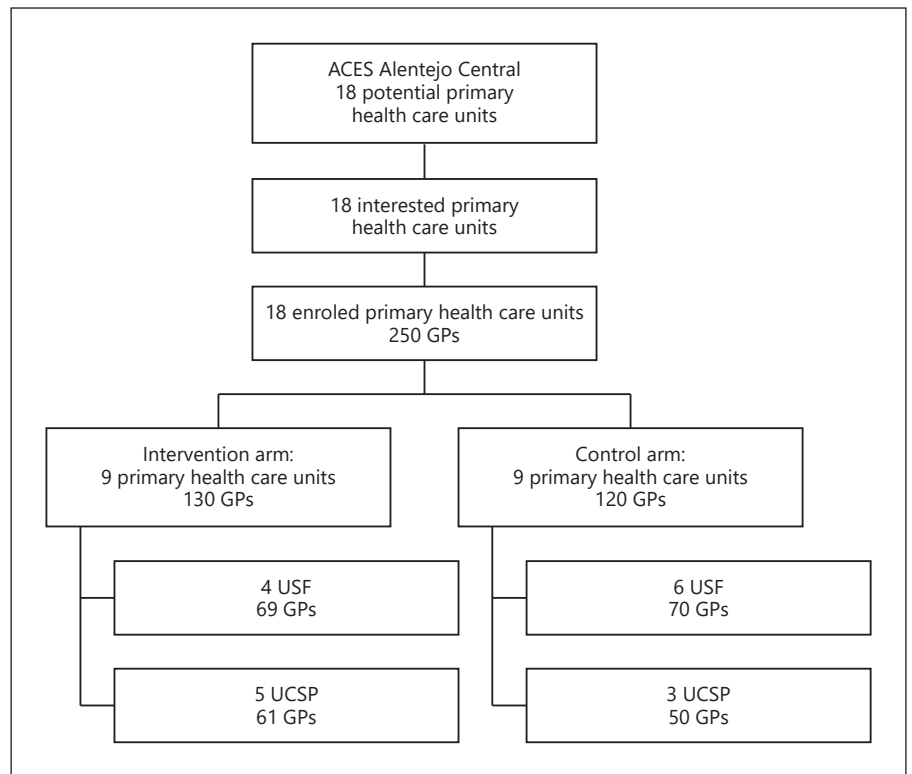 ACES Alentejo Central
18 potential primary
health care units
18 interested primary
health care units
18 enroled primary health care units
250 GPs
Intervention arm:
9 primary health care units
130 GPs
Control arm:
9 primary health care units
120 GPs
4 USF
69 GPs
6 USF
70 GPs
5 UCSP
61 GPs
3 UCSP
50 GPs